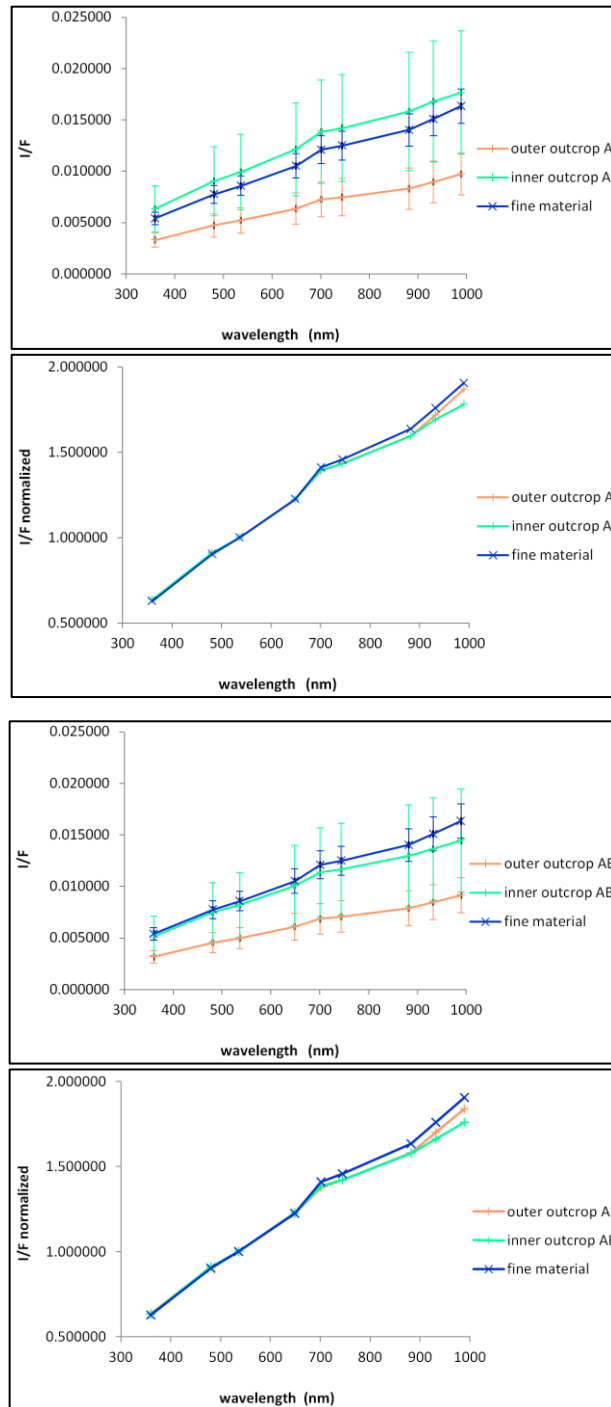 0.025000
0.020000
0.015000
0.010000
0.005000
0.000000
I/F
300 400 500 600 700 800 900 1000
wavelength (nm)
outer outcrop A
inner outcrop A
fine material
2.000000
1.500000
1.000000
0.500000
I/F normalized
300 400 500 600 700 800 900 1000
wavelength (nm)
outer outcrop A
inner outcrop A
fine material
0.025000
0.020000
0.015000
0.010000
0.005000
0.000000
I/F
300 400 500 600 700 800 900 1000
wavelength (nm)
outer outcrop AB
inner outcrop AB
fine material
2.000000
1.500000
1.000000
0.500000
I/F normalized
300 400 500 600 700 800 900 1000
wavelength (nm)
outer outcrop A
inner outcrop AB
fine material